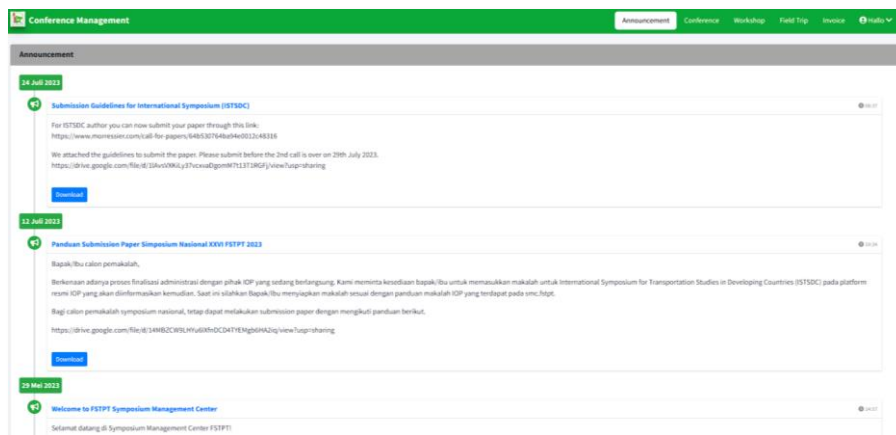 Conference Management
Announcement
Conference
Workshop
Field Trip
Invoice
Hallo
Announcement
24 Juli 2023
Submission Guidelines for International Symposium (ISTSDC)
For ISTSDC author you can now submit your paper through this link:
https://www.morressier.com/call-for-papers/64b530764ba94e0012c48316
We attached the guidelines to submit the paper. Please submit before the 2nd call is over on 29th July 2023.
Download
12 Juli 2023
Panduan Submission Paper Simposium Nasional XXVI FSTPT 2023
Bapak/Ibu calon pemakalah,
Berkenaan adanya proses finalisasi administrasi dengan pihak IOP yang sedang berlangsung. Kami meminta kesediaan bapak/ibu untuk memasukkan makalah untuk International Symposium for Transportation Studies in Developing Countries (ISTSDC) pada platform
resmi IOP yang akan diinformasikan kemudian. Saat ini silahkan Bapak/Ibu menyiapkan makalah sesuai dengan panduan makalah IOP yang terdapat pada smc.fstpt.
Bagi calon pemakalah symposium nasional, tetap dapat melakukan submission paper dengan mengikuti panduan berikut.
Download
29 Mei 2023
Welcome to FSTPT Symposium Management Center
Selamat datang di Symposium Management Center FSTPT!